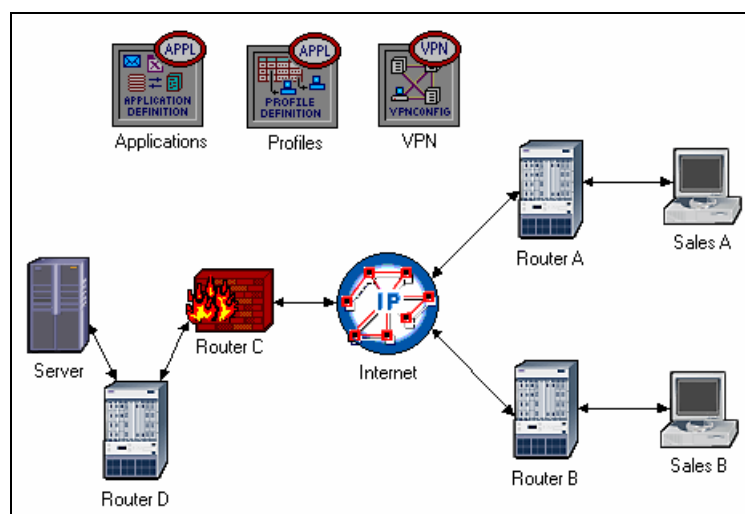 APPL
APPLICATION
DEFINITION
Applications
APPL
PROFILE
DEFINITION
Profiles
VPN
VPNCONFIG
VPN
Router A
Sales A
Server
Router C
IP
Internet
Router D
Router B
Sales B